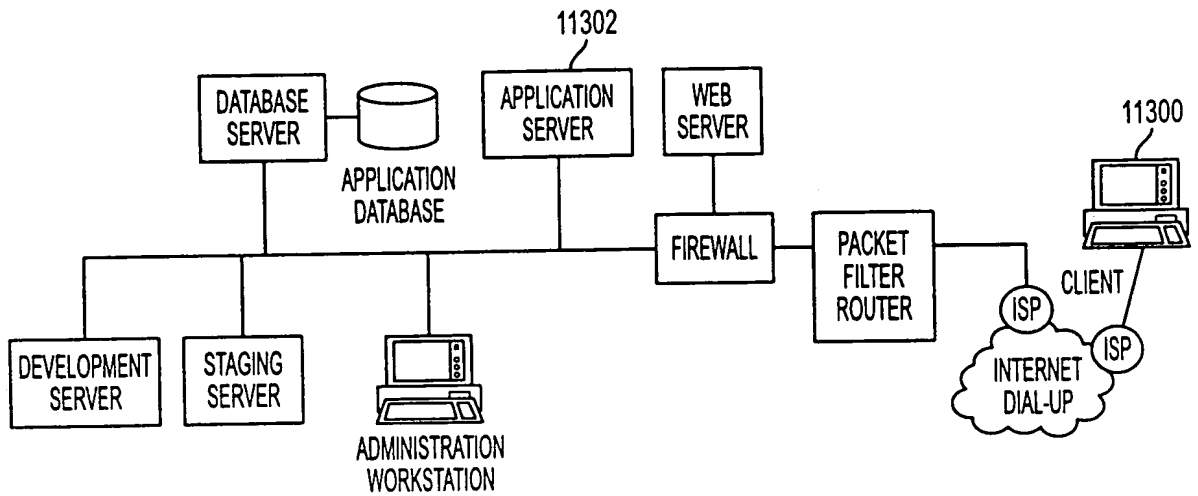 11302
DATABASE
SERVER
APPLICATION
SERVER
WEB
SERVER
11300
APPLICATION
DATABASE
FIREWALL
PACKET
FILTER
ROUTER
CLIENT
ISP
ISP
INTERNET
DIAL-UP
DEVELOPMENT
SERVER
STAGING
SERVER
ADMINISTRATION
WORKSTATION